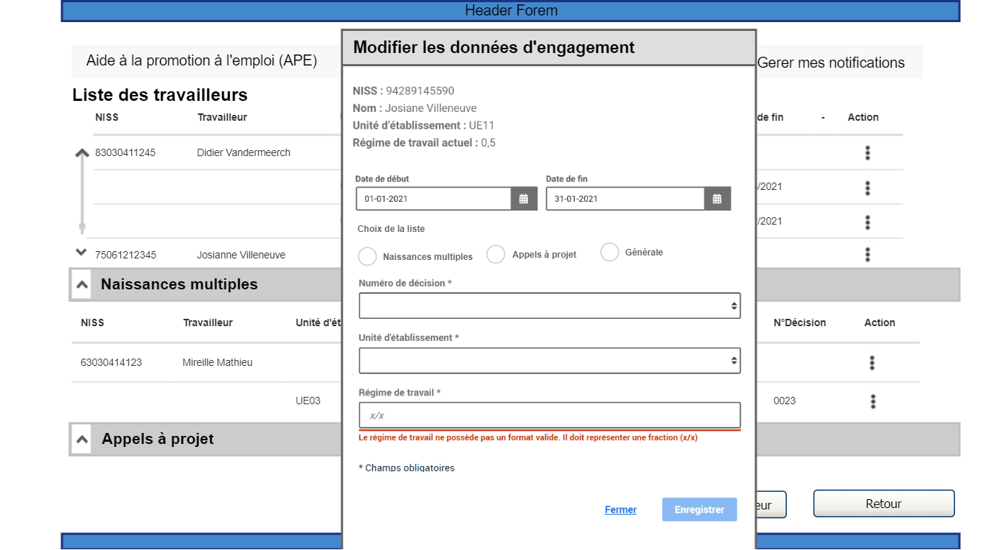 Header Forem
Aide à la promotion à l'emploi (APE)
Gerer mes notifications
Liste des travailleurs
NISS Travailleur de fin - Action
83030411245 Didier Vandermeerch
/2021
/2021
75061212345 Josianne Villeneuve
Naissances multiples
NISS Travailleur Unité d'ét N°Décision Action
63030414123 Mireille Mathieu
UE03 0023
Appels à projet
eur
Retour
Modifier les données d'engagement
NISS : 94289145590
Nom : Josiane Villeneuve
Unité d'établissement : UE11
Régime de travail actuel : 0,5
Date de début Date de fin
01-01-2021 31-01-2021
Choix de la liste
Naissances multiples Appels à projet Générale
Numéro de décision *
Unité d'établissement *
Régime de travail *
x/x
Le régime de travail ne possède pas un format valide. Il doit représenter une fraction (x/x)
* Champs obligatoires
Fermer Enregistrer